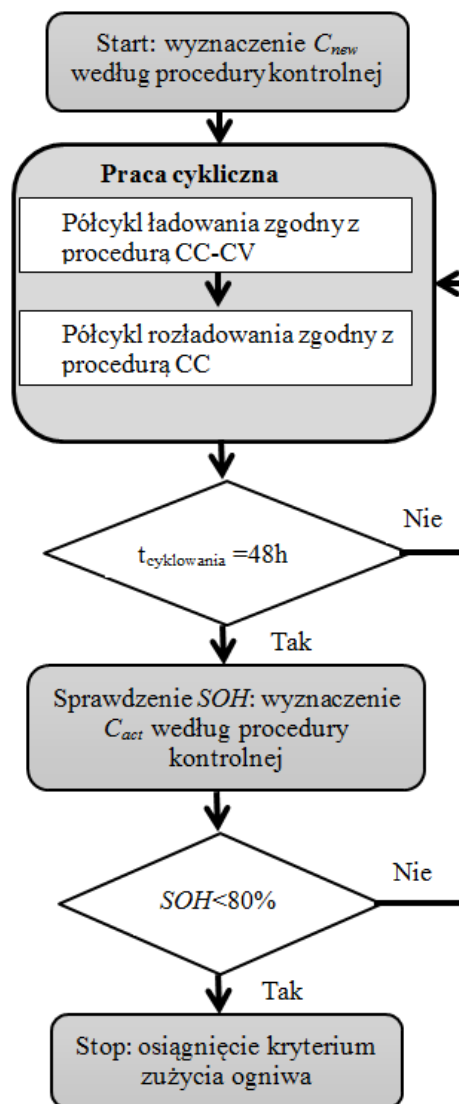 Start: wyznaczenie Cnew
według procedury kontrolnej
Praca cykliczna
Półcykl ładowania zgodny z
procedurą CC-CV
Półcykl rozładowania zgodny z
procedurą CC
Nie
tcyklowania =48h
Tak
Sprawdzenie SOH: wyznaczenie
Cact według procedury
kontrolnej
Nie
SOH<80%
Tak
Stop: osiągnięcie kryterium
zużycia ogniwa